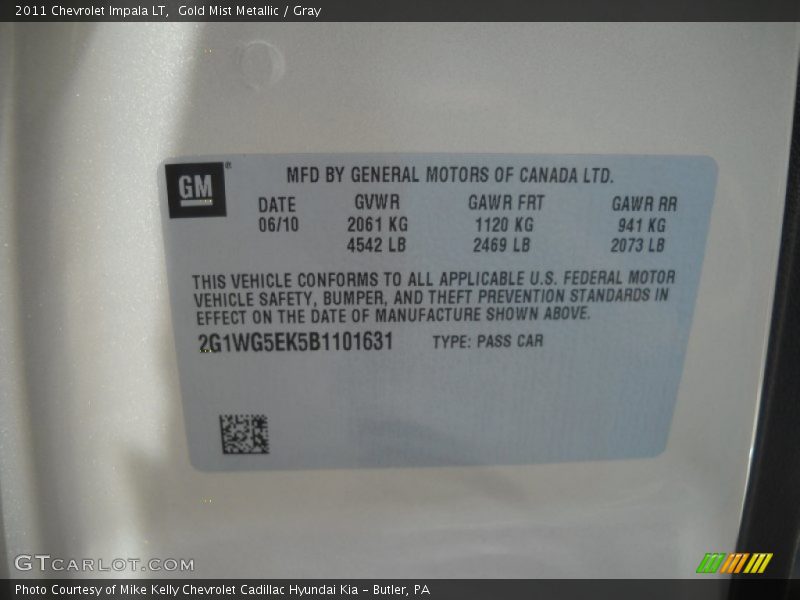 2011 Chevrolet Impala LT,  Gold Mist Metallic / Gray
GM®
MFD BY GENERAL MOTORS OF CANADA LTD.
DATE GVWR GAWR FRT GAWR RR
06/10 2061 KG 1120 KG 941 KG
4542 LB 2469 LB 2073 LB
THIS VEHICLE CONFORMS TO ALL APPLICABLE U.S. FEDERAL MOTOR
VEHICLE SAFETY, BUMPER, AND THEFT PREVENTION STANDARDS IN
EFFECT ON THE DATE OF MANUFACTURE SHOWN ABOVE.
2G1WG5EK5B1101631 TYPE: PASS CAR
GTCARLOT.COM
Photo Courtesy of Mike Kelly Chevrolet Cadillac Hyundai Kia – Butler, PA